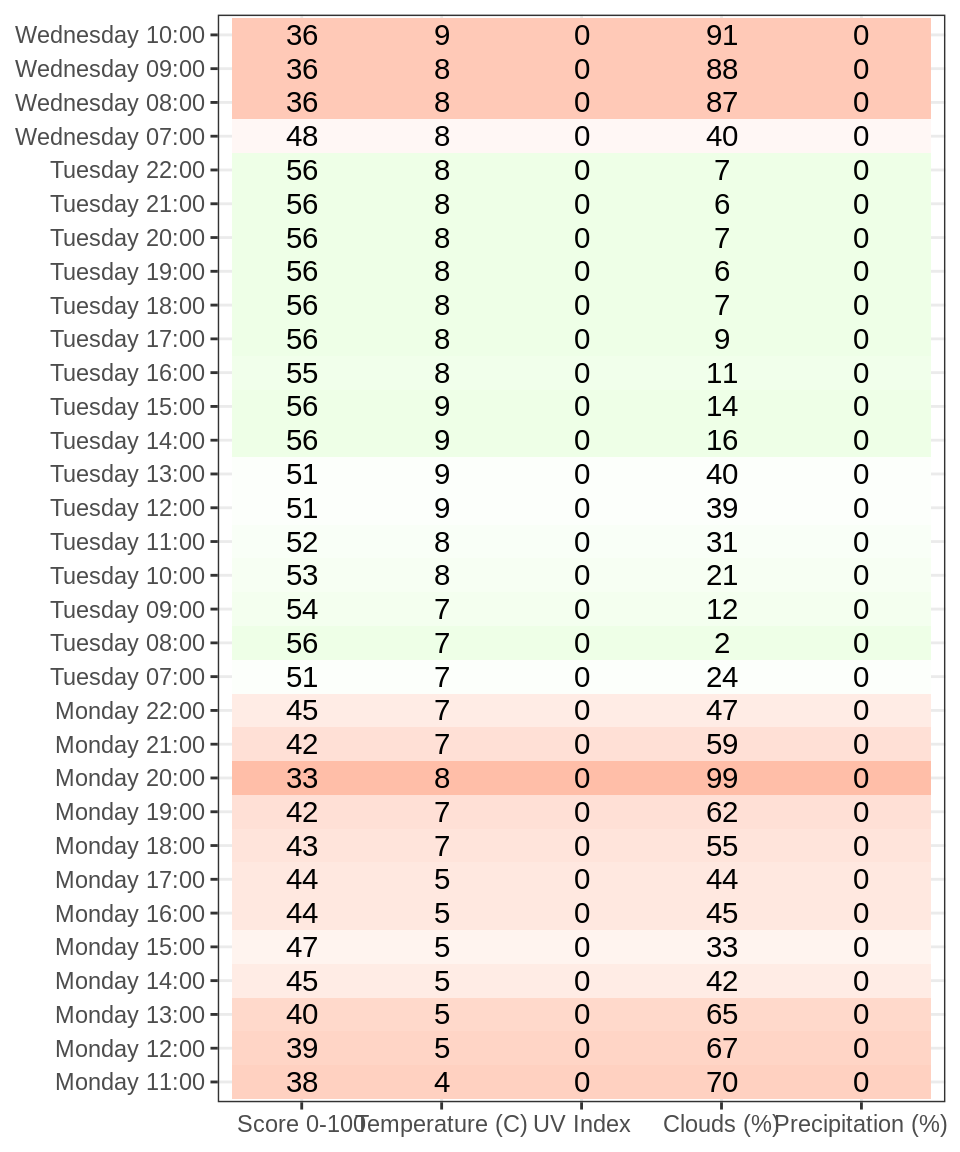 Wednesday 10:00 36 9 0 91 0
Wednesday 09:00 36 8 0 88 0
Wednesday 08:00 36 8 0 87 0
Wednesday 07:00 48 8 0 40 0
Tuesday 22:00 56 8 0 7 0
Tuesday 21:00 56 8 0 6 0
Tuesday 20:00 56 8 0 7 0
Tuesday 19:00 56 8 0 6 0
Tuesday 18:00 56 8 0 7 0
Tuesday 17:00 56 8 0 9 0
Tuesday 16:00 55 8 0 11 0
Tuesday 15:00 56 9 0 14 0
Tuesday 14:00 56 9 0 16 0
Tuesday 13:00 51 9 0 40 0
Tuesday 12:00 51 9 0 39 0
Tuesday 11:00 52 8 0 31 0
Tuesday 10:00 53 8 0 21 0
Tuesday 09:00 54 7 0 12 0
Tuesday 08:00 56 7 0 2 0
Tuesday 07:00 51 7 0 24 0
Monday 22:00 45 7 0 47 0
Monday 21:00 42 7 0 59 0
Monday 20:00 33 8 0 99 0
Monday 19:00 42 7 0 62 0
Monday 18:00 43 7 0 55 0
Monday 17:00 44 5 0 44 0
Monday 16:00 44 5 0 45 0
Monday 15:00 47 5 0 33 0
Monday 14:00 45 5 0 42 0
Monday 13:00 40 5 0 65 0
Monday 12:00 39 5 0 67 0
Monday 11:00 38 4 0 70 0
Score 0-100 Temperature (C) UV Index Clouds (%) Precipitation (%)